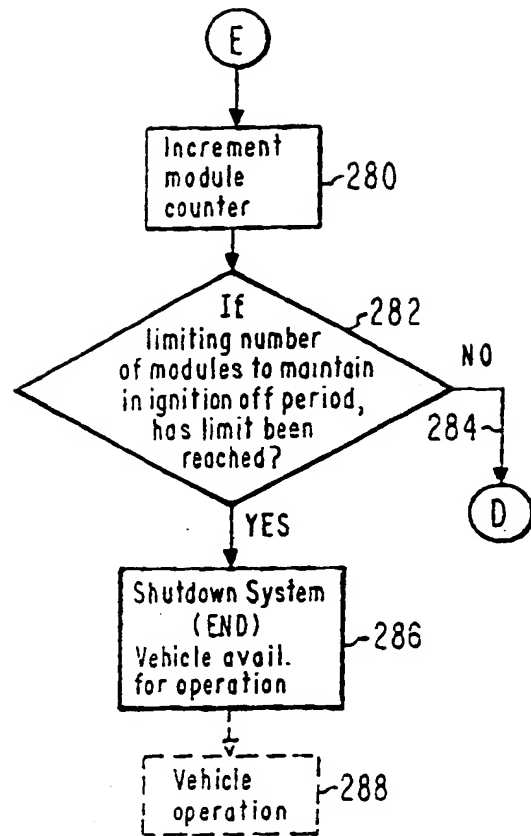 E
Increment
module
counter
280
If
limiting number
of modules to maintain
in ignition off period,
has limit been
reached?
282
NO
284
D
YES
Shutdown System
(END)
Vehicle avail.
for operation
286
Vehicle
operation
288